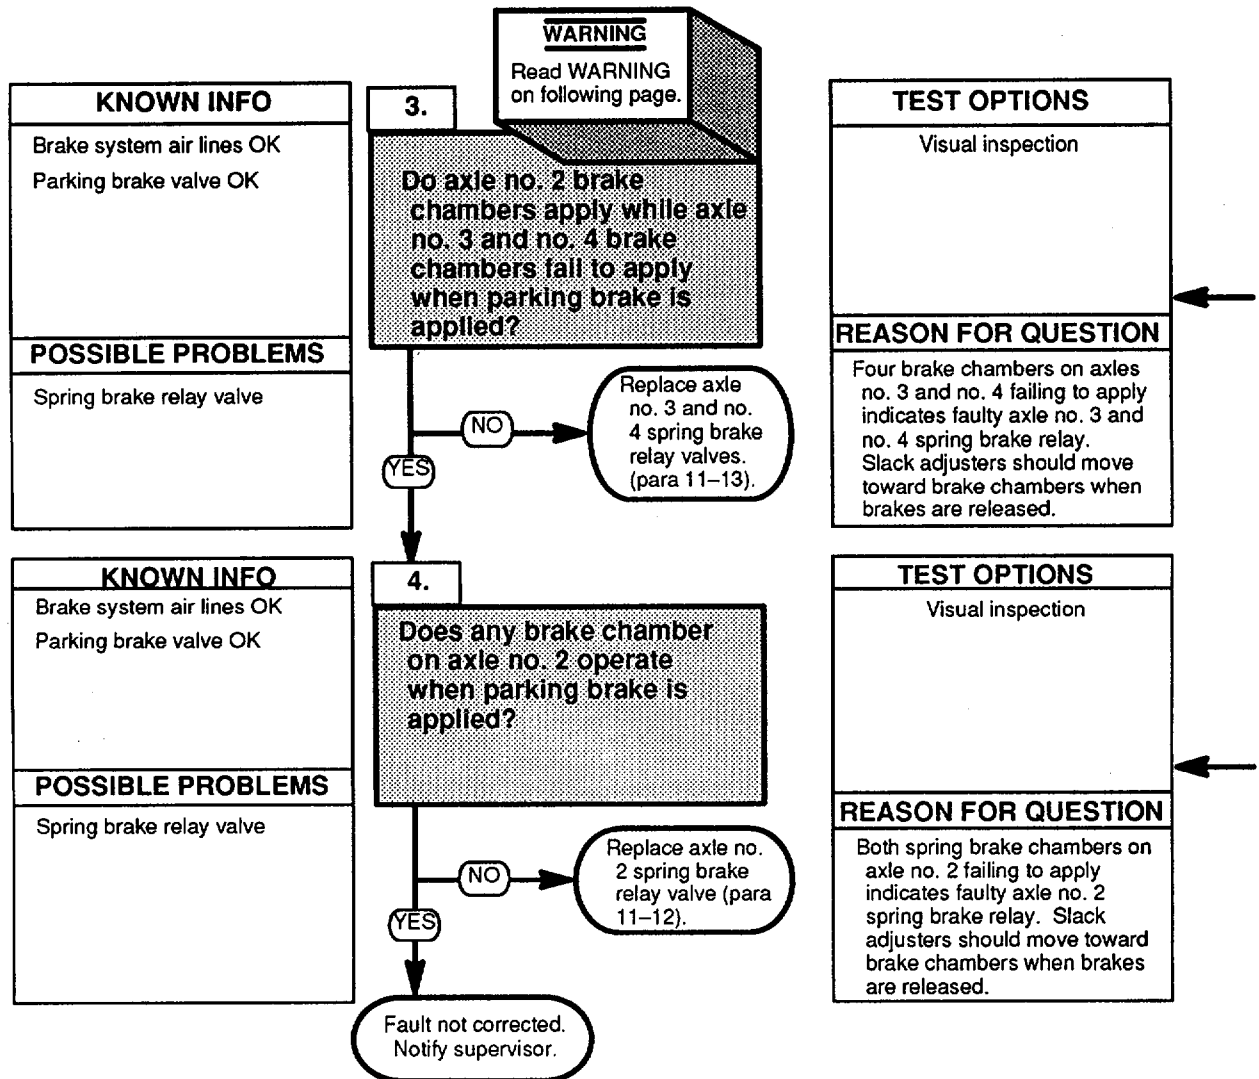 WARNING
Read WARNING
on following page.
KNOWN INFO
Brake system air lines OK
Parking brake valve OK
POSSIBLE PROBLEMS
Spring brake relay valve
3.
Do axle no. 2 brake
chambers apply while axle
no. 3 and no. 4 brake
chambers fail to apply
when parking brake is
applied?
NO
YES
Replace axle
no. 3 and no.
4 spring brake
relay valves.
(para 11–13).
TEST OPTIONS
Visual inspection
REASON FOR QUESTION
Four brake chambers on axles
no. 3 and no. 4 failing to apply
indicates faulty axle no. 3 and
no. 4 spring brake relay.
Slack adjusters should move
toward brake chambers when
brakes are released.
KNOWN INFO
Brake system air lines OK
Parking brake valve OK
POSSIBLE PROBLEMS
Spring brake relay valve
4.
Does any brake chamber
on axle no. 2 operate
when parking brake is
applied?
NO
YES
Replace axle no.
2 spring brake
relay valve (para
11–12).
Fault not corrected.
Notify supervisor.
TEST OPTIONS
Visual inspection
REASON FOR QUESTION
Both spring brake chambers on
axle no. 2 failing to apply
indicates faulty axle no. 2
spring brake relay. Slack
adjusters should move toward
brake chambers when brakes
are released.